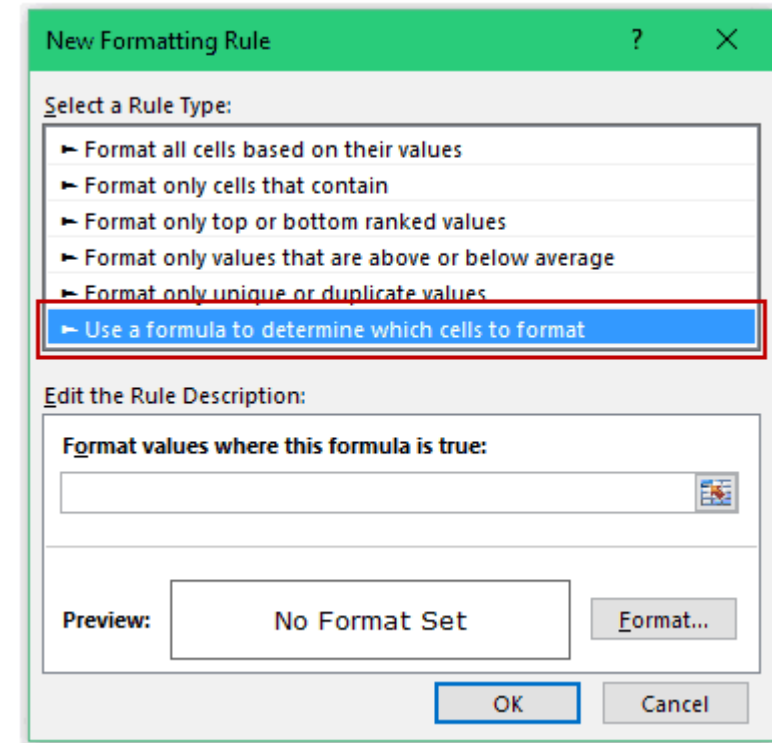 New Formatting Rule ? ×
Select a Rule Type:
► Format all cells based on their values
► Format only cells that contain
► Format only top or bottom ranked values
► Format only values that are above or below average
► Format only unique or duplicate values
► Use a formula to determine which cells to format
Edit the Rule Description:
Format values where this formula is true:
Preview: No Format Set Format...
OK Cancel